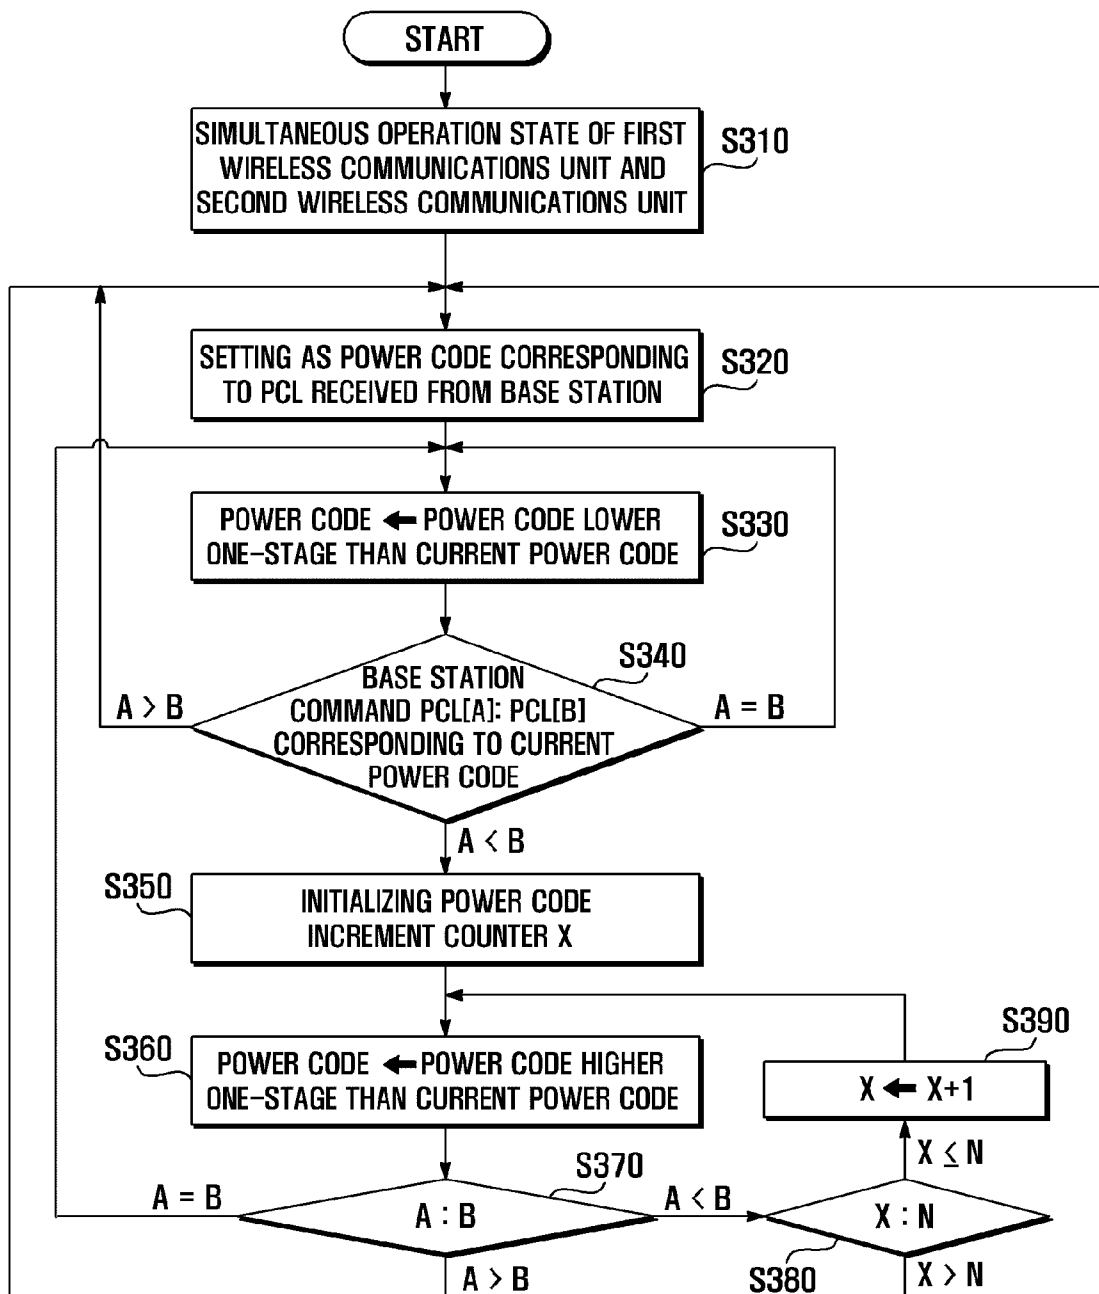 START
SIMULTANEOUS OPERATION STATE OF FIRST
WIRELESS COMMUNICATIONS UNIT AND
SECOND WIRELESS COMMUNICATIONS UNIT
S310
SETTING AS POWER CODE CORRESPONDING
TO PCL RECEIVED FROM BASE STATION
S320
POWER CODE ← POWER CODE LOWER
ONE-STAGE THAN CURRENT POWER CODE
S330
BASE STATION
COMMAND PCL[A]: PCL[B]
CORRESPONDING TO CURRENT
POWER CODE
S340
A > B
A = B
A < B
S350
INITIALIZING POWER CODE
INCREMENT COUNTER X
S360
POWER CODE ← POWER CODE HIGHER
ONE-STAGE THAN CURRENT POWER CODE
S390
X ← X+1
X ≤ N
S370
A = B
A : B
A < B
X : N
S380
A > B
X > N